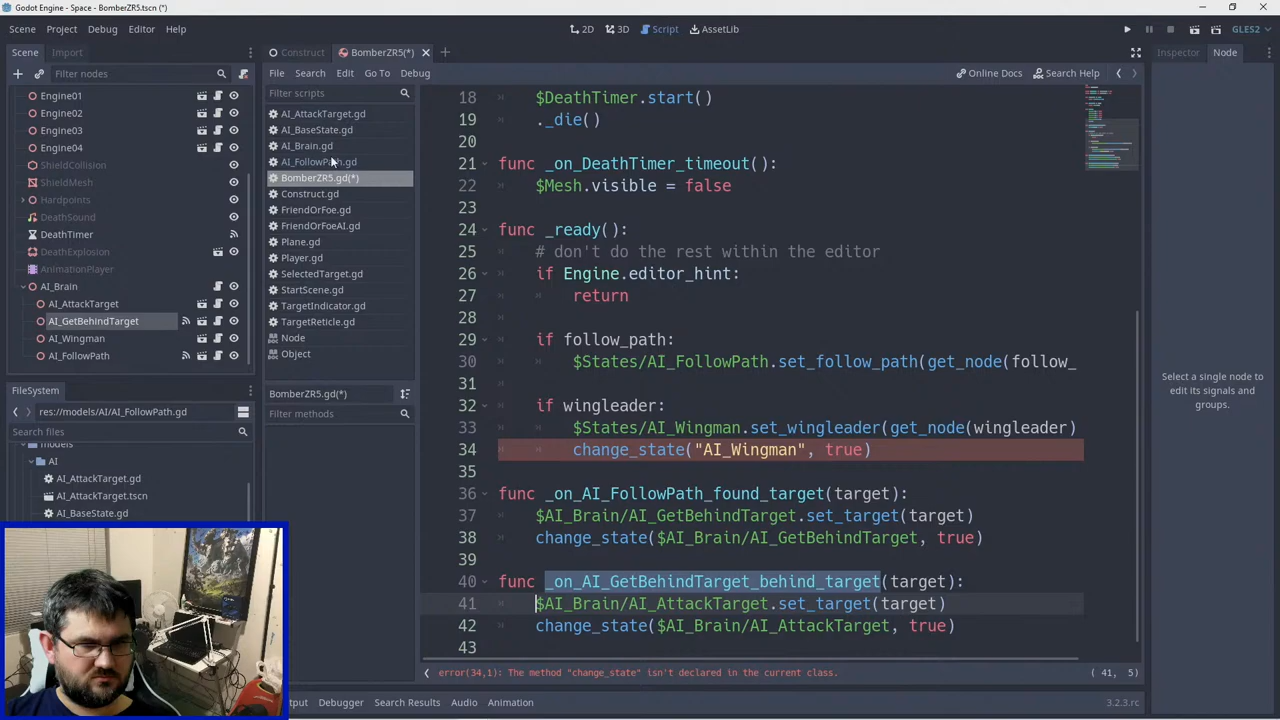 Godot Engine - Space - BomberZR5.tscn (*)
Scene Project Debug Editor Help
2D 3D Script AssetLib
GLES2
Scene Import
Filter nodes
Engine01
Engine02
Engine03
Engine04
ShieldCollision
ShieldMesh
Hardpoints
DeathSound
DeathTimer
DeathExplosion
AnimationPlayer
AI_Brain
AI_AttackTarget
AI_GetBehindTarget
AI_Wingman
AI_FollowPath
FileSystem
res://models/AI/AI_FollowPath.gd
Search files
models
AI
AI_AttackTarget.gd
AI_AttackTarget.tscn
AI_BaseState.gd
Construct BomberZR5(*)
File Search Edit Go To Debug
Online Docs Search Help
Filter scripts
AI_AttackTarget.gd
AI_BaseState.gd
AI_Brain.gd
AI_FollowPath.gd
BomberZR5.gd(*)
Construct.gd
FriendOrFoe.gd
FriendOrFoeAI.gd
Plane.gd
Player.gd
SelectedTarget.gd
StartScene.gd
TargetIndicator.gd
TargetReticle.gd
Node
Object
BomberZR5.gd(*)
Filter methods
18 $DeathTimer.start()
19 ._die()
20
21 func _on_DeathTimer_timeout():
22 $Mesh.visible = false
23
24 func _ready():
25 # don't do the rest within the editor
26 if Engine.editor_hint:
27 return
28
29 if follow_path:
30 $States/AI_FollowPath.set_follow_path(get_node(follow_
31
32 if wingleader:
33 $States/AI_Wingman.set_wingleader(get_node(wingleader)
34 change_state("AI_Wingman", true)
35
36 func _on_AI_FollowPath_found_target(target):
37 $AI_Brain/AI_GetBehindTarget.set_target(target)
38 change_state($AI_Brain/AI_GetBehindTarget, true)
39
40 func _on_AI_GetBehindTarget_behind_target(target):
41 $AI_Brain/AI_AttackTarget.set_target(target)
42 change_state($AI_Brain/AI_AttackTarget, true)
43
error(34,1): The method "change_state" isn't declared in the current class.
( 41, 5)
Inspector Node
Select a single node to
edit its signals and
groups.
tput Debugger Search Results Audio Animation
3.2.3.rc